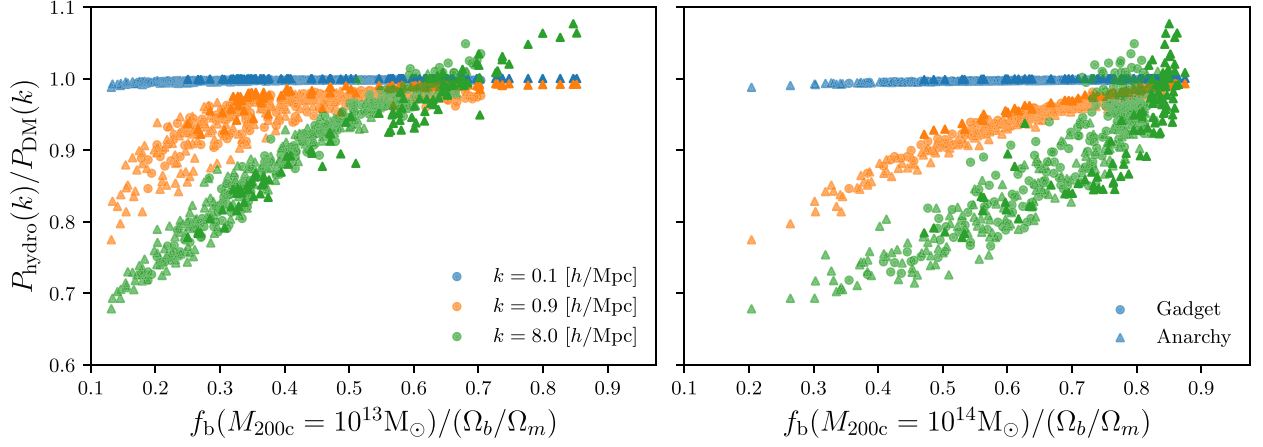 P_hydro(k)/P_DM(k)
1.1
1.0
0.9
0.8
0.7
0.6
k = 0.1 [h/Mpc]
k = 0.9 [h/Mpc]
k = 8.0 [h/Mpc]
0.1 0.2 0.3 0.4 0.5 0.6 0.7 0.8 0.9
f_b(M_200c = 10^13 M_⊙)/(Ω_b/Ω_m)
Gadget
Anarchy
0.1 0.2 0.3 0.4 0.5 0.6 0.7 0.8 0.9
f_b(M_200c = 10^14 M_⊙)/(Ω_b/Ω_m)